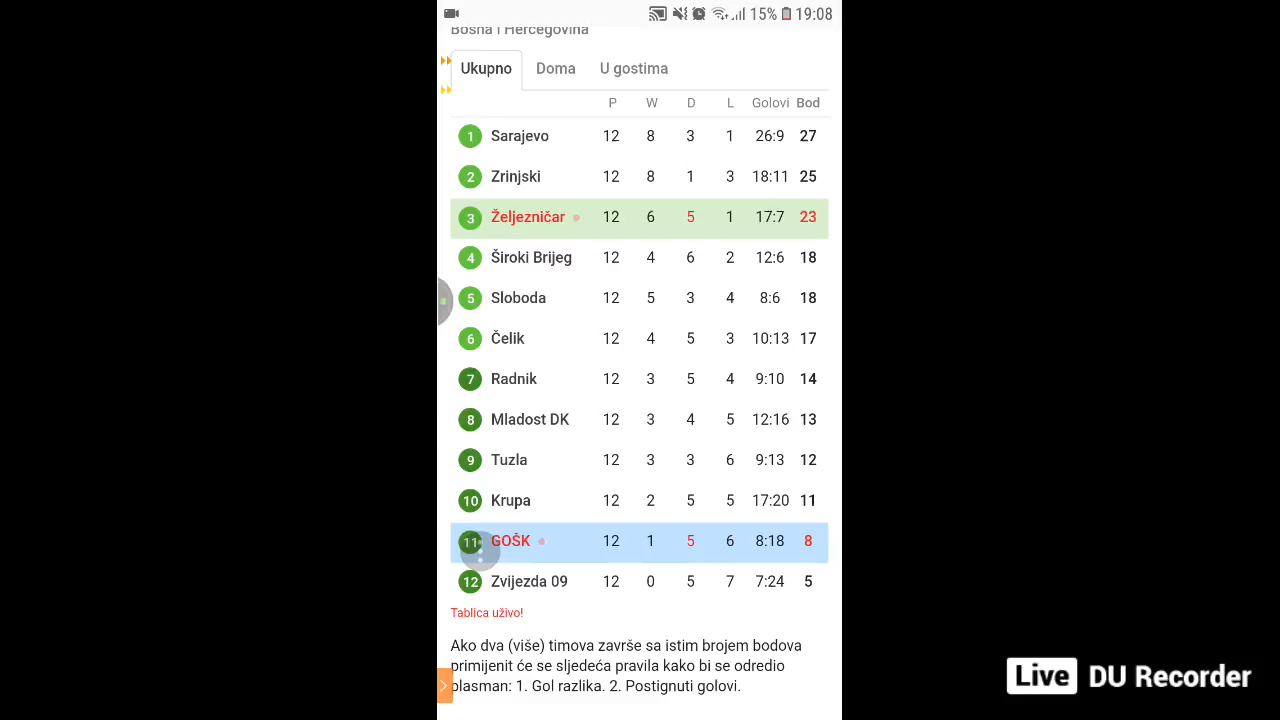 15% 19:08
Bosna i Hercegovina
Ukupno Doma U gostima
P W D L Golovi Bod
1 Sarajevo 12 8 3 1 26:9 27
2 Zrinjski 12 8 1 3 18:11 25
3 Željezničar 12 6 5 1 17:7 23
4 Široki Brijeg 12 4 6 2 12:6 18
5 Sloboda 12 5 3 4 8:6 18
6 Čelik 12 4 5 3 10:13 17
7 Radnik 12 3 5 4 9:10 14
8 Mladost DK 12 3 4 5 12:16 13
9 Tuzla 12 3 3 6 9:13 12
10 Krupa 12 2 5 5 17:20 11
11 GOŠK 12 1 5 6 8:18 8
12 Zvijezda 09 12 0 5 7 7:24 5
Tablica uživo!
Ako dva (više) timova završe sa istim brojem bodova
primijenit će se sljedeća pravila kako bi se odredio
plasman: 1. Gol razlika. 2. Postignuti golovi.
Live DU Recorder